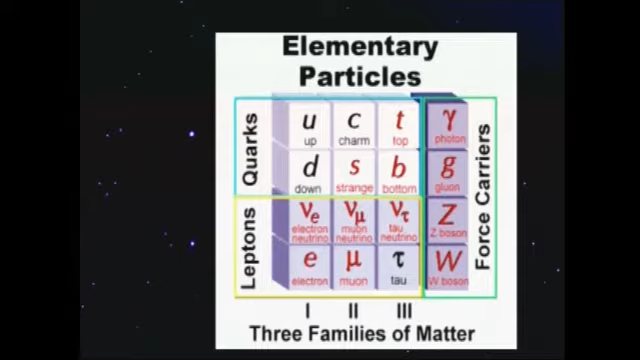 Elementary
Particles
Quarks
u c t γ
up charm top photon
d s b g
down strange bottom gluon
Leptons
νe νμ ντ Z
electron neutrino muon neutrino tau neutrino Z boson
e μ τ W
electron muon tau W boson
Force Carriers
I II III
Three Families of Matter